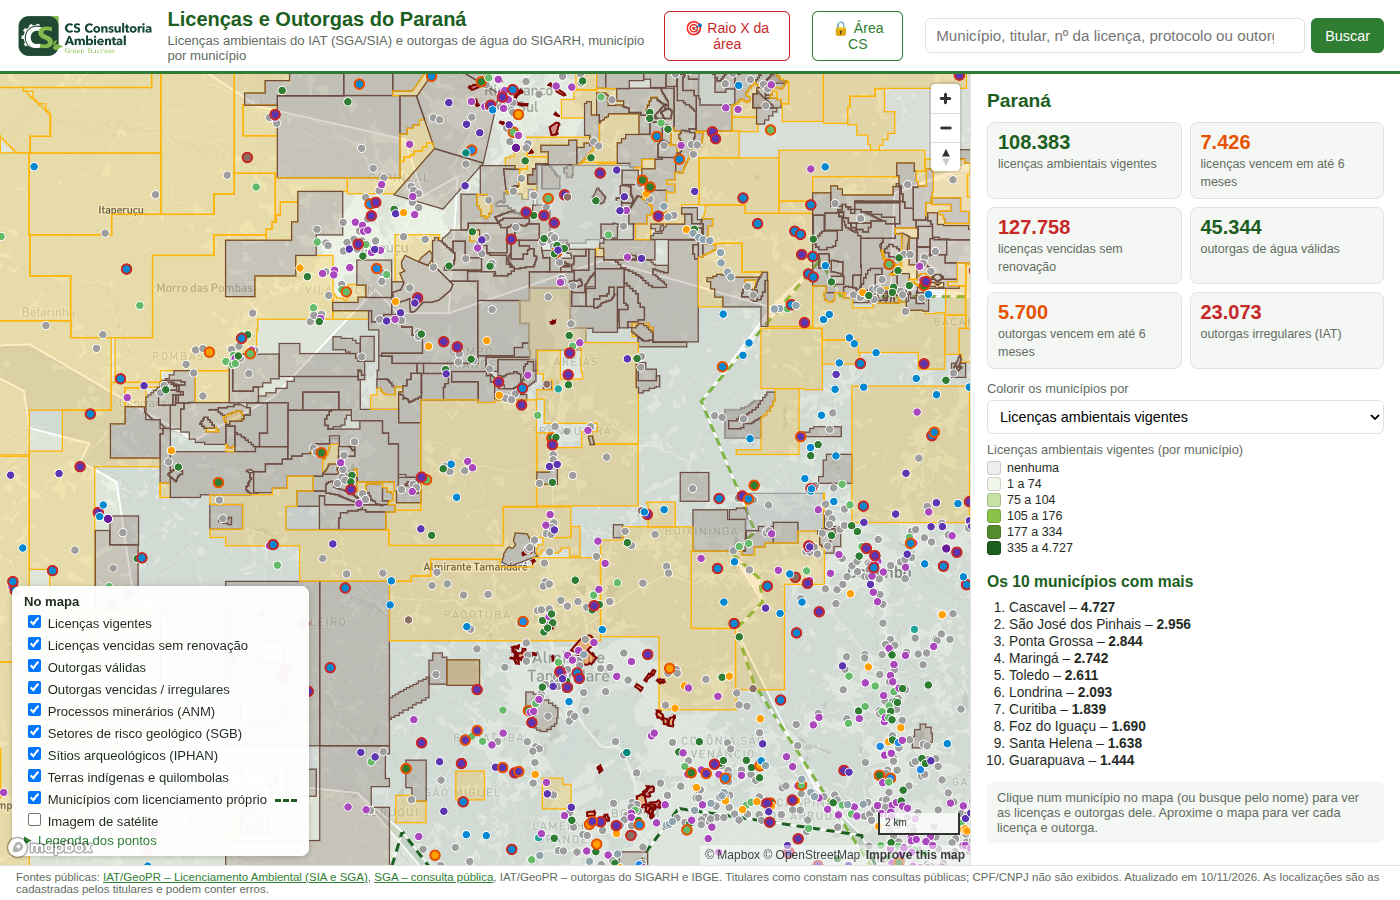 CS Consultoria
Ambiental
Green Business
Licenças e Outorgas do Paraná
Licenças ambientais do IAT (SGA/SIA) e outorgas de água do SIGARH, município
por município
🎯 Raio X da
área
🔒 Área
CS
Município, titular, nº da licença, protocolo ou outorg
Buscar
Itaperuçu
Morro das Pombas
Betarinha
AREIAS
BOIXININGA
Almirante Tamandaré
PACOTUBA
SÃO MIGUEL
No mapa
Licenças vigentes
Licenças vencidas sem renovação
Outorgas válidas
Outorgas vencidas / irregulares
Processos minerários (ANM)
Setores de risco geológico (SGB)
Sítios arqueológicos (IPHAN)
Terras indígenas e quilombolas
Municípios com licenciamento próprio
Imagem de satélite
Legenda dos pontos
mapbox
2 km
© Mapbox © OpenStreetMap Improve this map
Paraná
108.383
licenças ambientais vigentes
7.426
licenças vencem em até 6
meses
127.758
licenças vencidas sem
renovação
45.344
outorgas de água válidas
5.700
outorgas vencem em até 6
meses
23.073
outorgas irregulares (IAT)
Colorir os municípios por
Licenças ambientais vigentes
Licenças ambientais vigentes (por município)
nenhuma
1 a 74
75 a 104
105 a 176
177 a 334
335 a 4.727
Os 10 municípios com mais
1. Cascavel – 4.727
2. São José dos Pinhais – 2.956
3. Ponta Grossa – 2.844
4. Maringá – 2.742
5. Toledo – 2.611
6. Londrina – 2.093
7. Curitiba – 1.839
8. Foz do Iguaçu – 1.690
9. Santa Helena – 1.638
10. Guarapuava – 1.444
Clique num município no mapa (ou busque pelo nome) para ver
as licenças e outorgas dele. Aproxime o mapa para ver cada
licença e outorga.
Fontes públicas: IAT/GeoPR – Licenciamento Ambiental (SIA e SGA), SGA – consulta pública, IAT/GeoPR – outorgas do SIGARH e IBGE. Titulares como constam nas consultas públicas; CPF/CNPJ não são exibidos. Atualizado em 10/11/2026. As localizações são as
cadastradas pelos titulares e podem conter erros.